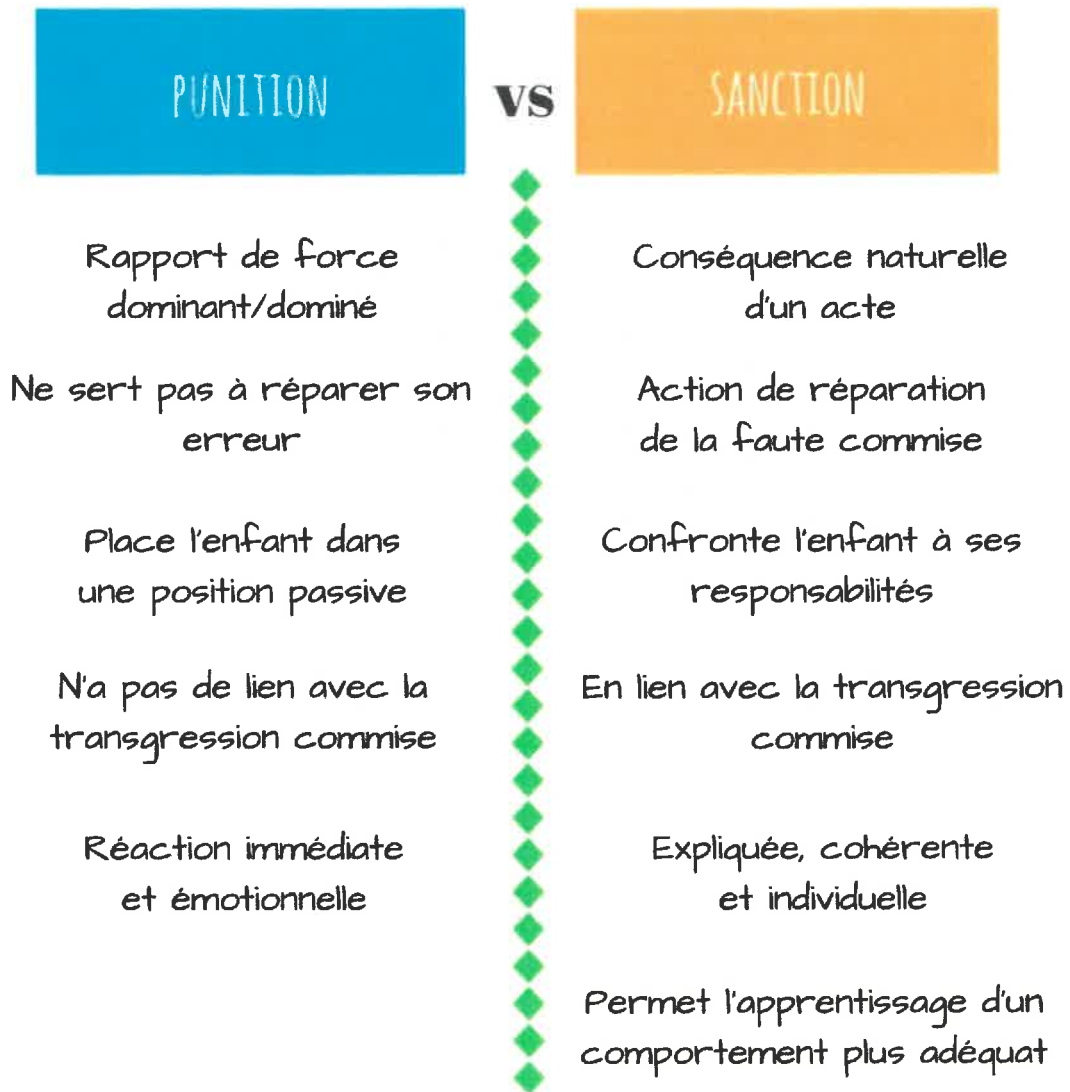 PUNITION
VS
SANCTION
Rapport de force
dominant/dominé
Ne sert pas à réparer son
erreur
Place l'enfant dans
une position passive
N'a pas de lien avec la
transgression commise
Réaction immédiate
et émotionnelle
Conséquence naturelle
d'un acte
Action de réparation
de la faute commise
Confronte l'enfant à ses
responsabilités
En lien avec la transgression
commise
Expliquée, cohérente
et individuelle
Permet l'apprentissage d'un
comportement plus adéquat